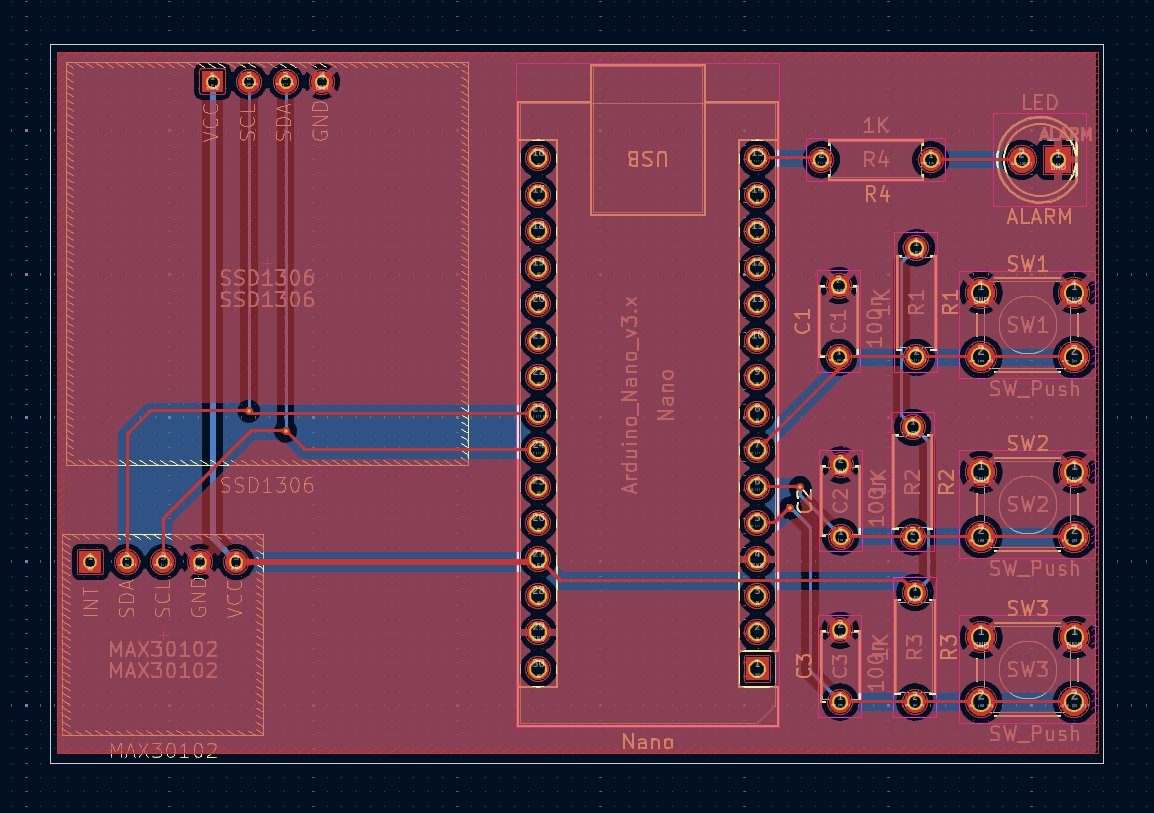 VCC
SCL
SDA
GND
SSD1306
SSD1306
SSD1306
INT
SDA
SCL
GND
VCC
MAX30102
MAX30102
MAX30102
USB
Arduino_Nano_v3.x
Nano
Nano
1K
R4
R4
LED
ALARM
ALARM
C1
C1
100n
1K
R1
R1
SW1
SW1
SW_Push
C2
C2
100n
1K
R2
R2
SW2
SW2
SW_Push
C3
C3
100n
1K
R3
R3
SW3
SW3
SW_Push